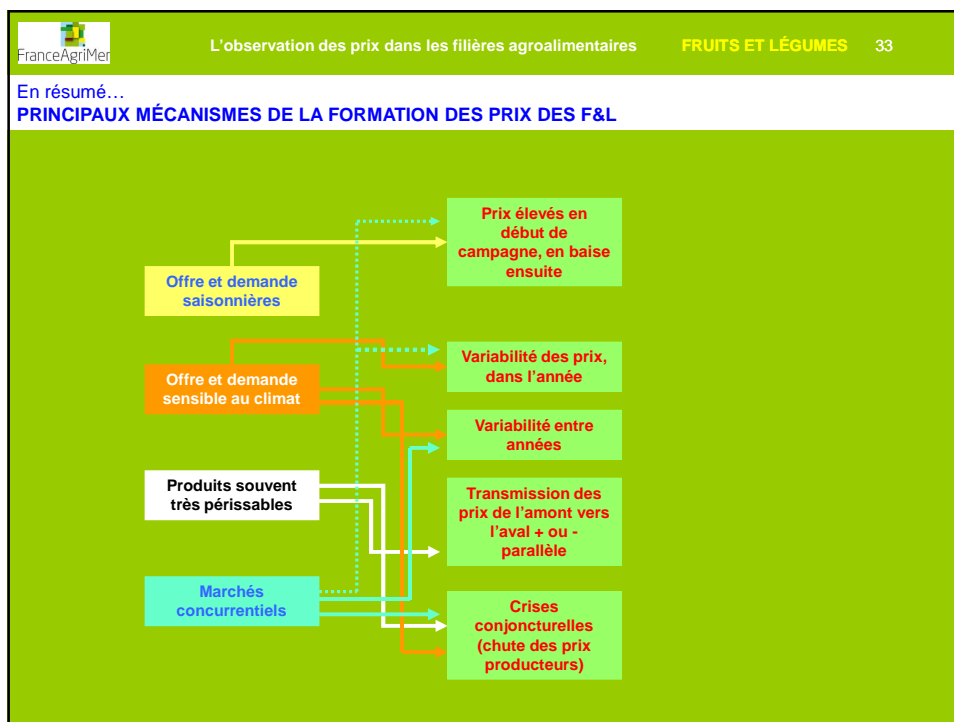 FranceAgriMer
L'observation des prix dans les filières agroalimentaires FRUITS ET LÉGUMES 33
En résumé…
PRINCIPAUX MÉCANISMES DE LA FORMATION DES PRIX DES F&L
Offre et demande
saisonnières
Offre et demande
sensible au climat
Produits souvent
très périssables
Marchés
concurrentiels
Prix élevés en
début de
campagne, en baise
ensuite
Variabilité des prix,
dans l'année
Variabilité entre
années
Transmission des
prix de l'amont vers
l'aval + ou -
parallèle
Crises
conjoncturelles
(chute des prix
producteurs)